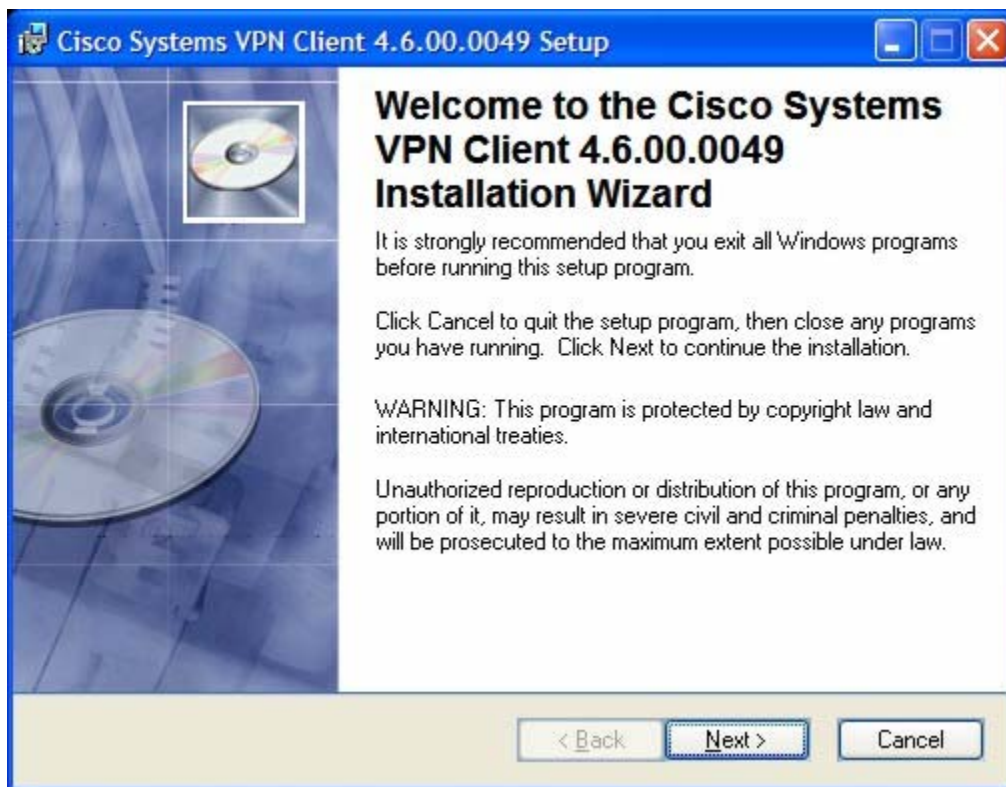 Cisco Systems VPN Client 4.6.00.0049 Setup
Welcome to the Cisco Systems
VPN Client 4.6.00.0049
Installation Wizard
It is strongly recommended that you exit all Windows programs
before running this setup program.
Click Cancel to quit the setup program, then close any programs
you have running.  Click Next to continue the installation.
WARNING: This program is protected by copyright law and
international treaties.
Unauthorized reproduction or distribution of this program, or any
portion of it, may result in severe civil and criminal penalties, and
will be prosecuted to the maximum extent possible under law.
< Back
Next >
Cancel